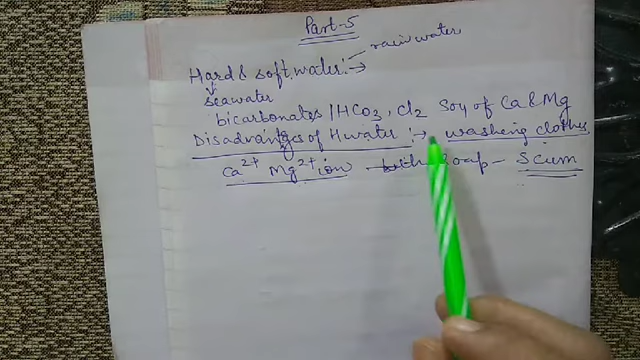 Part-5
rain water
Hard & soft water :→
seawater
bicarbonates / HCO3, Cl2 SO4 of Ca & Mg
Disadvantages of H water :→ washing clothes
Ca2+ Mg2+ ion with soap - Scum